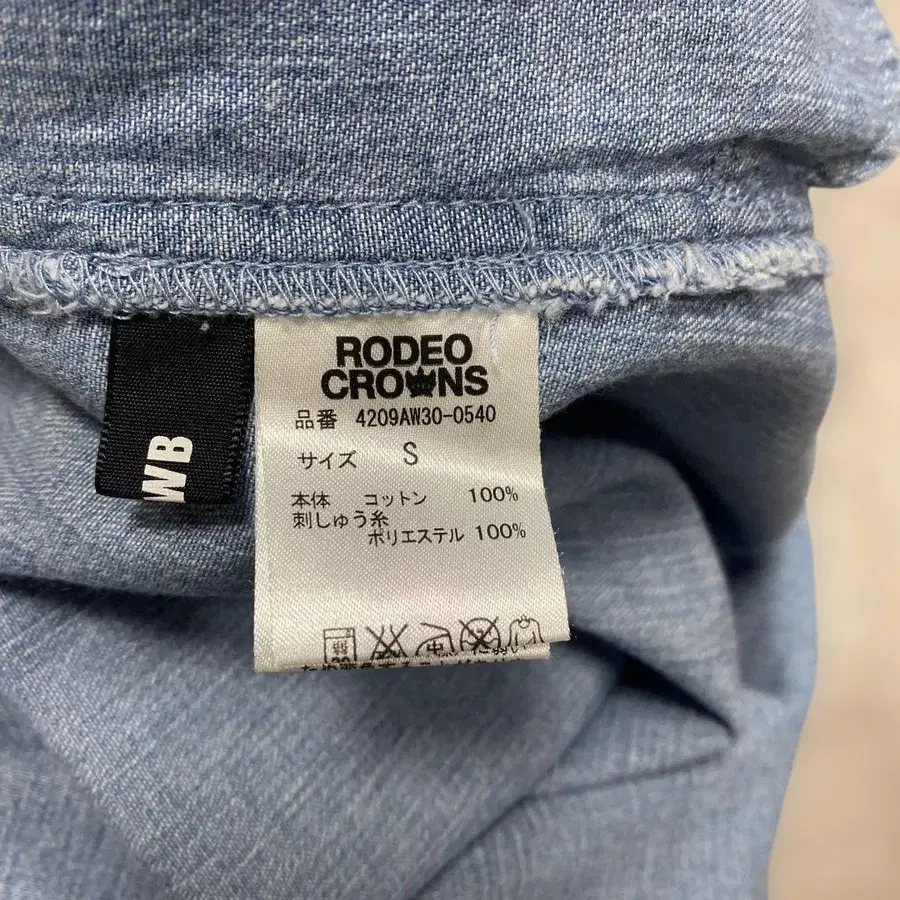 WB
RODEO
CROWNS
品番 4209AW30-0540
サイズ S
本体 コットン 100%
刺しゅう糸
ポリエステル 100%
中